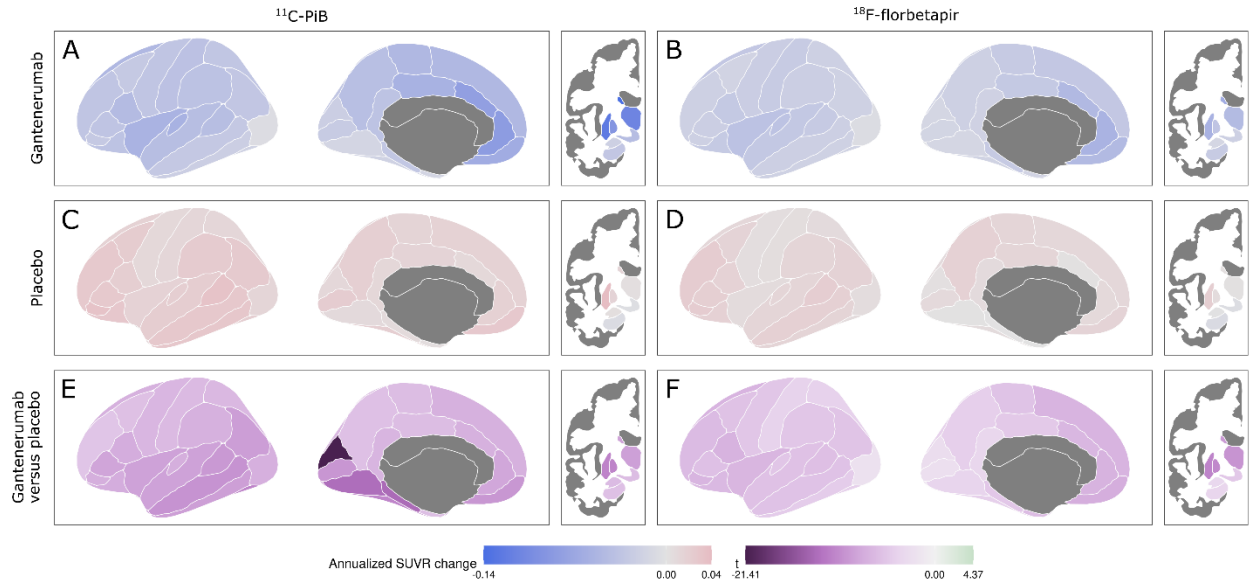 ¹¹C-PiB
¹⁸F-florbetapir
Gantenerumab
A
B
Placebo
C
D
Gantenerumab
versus placebo
E
F
Annualized SUVR change
-0.14
0.00
0.04
t
-21.41
0.00
4.37